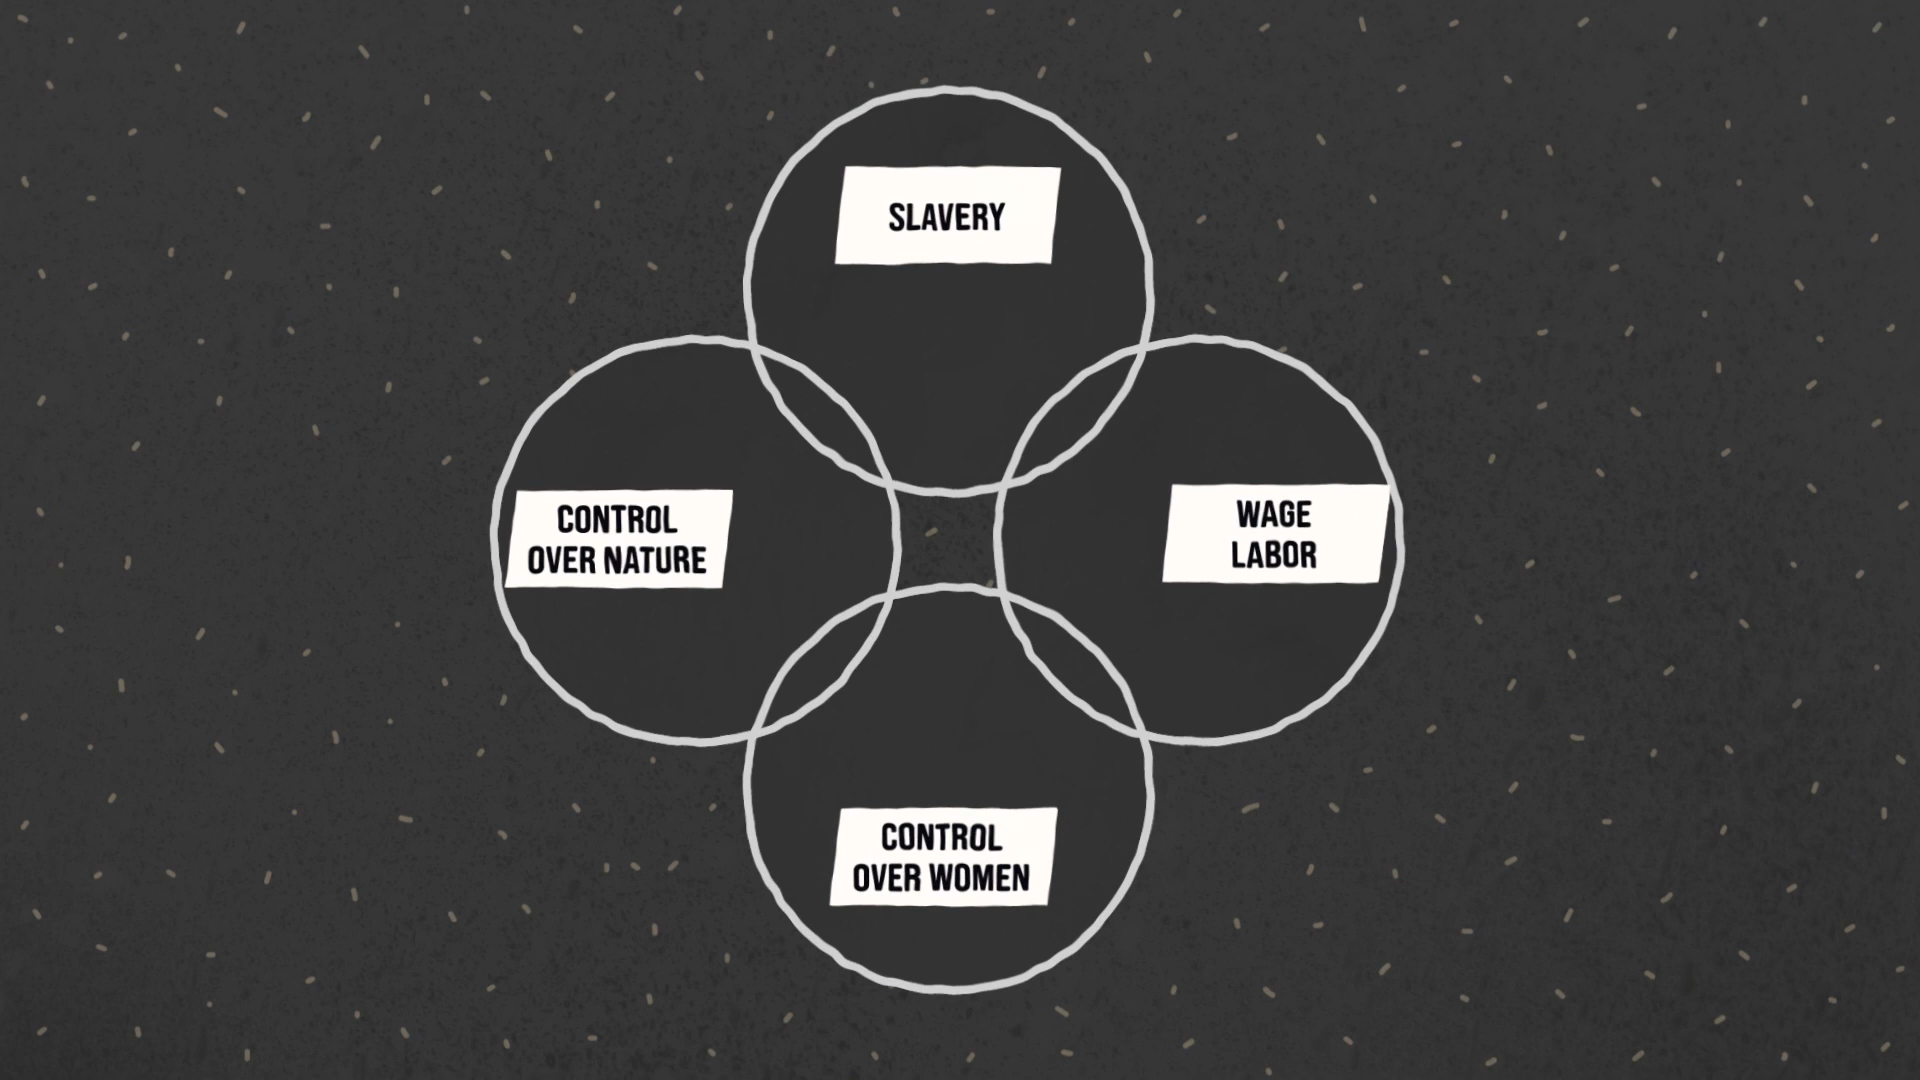 SLAVERY
CONTROL
OVER NATURE
WAGE
LABOR
CONTROL
OVER WOMEN